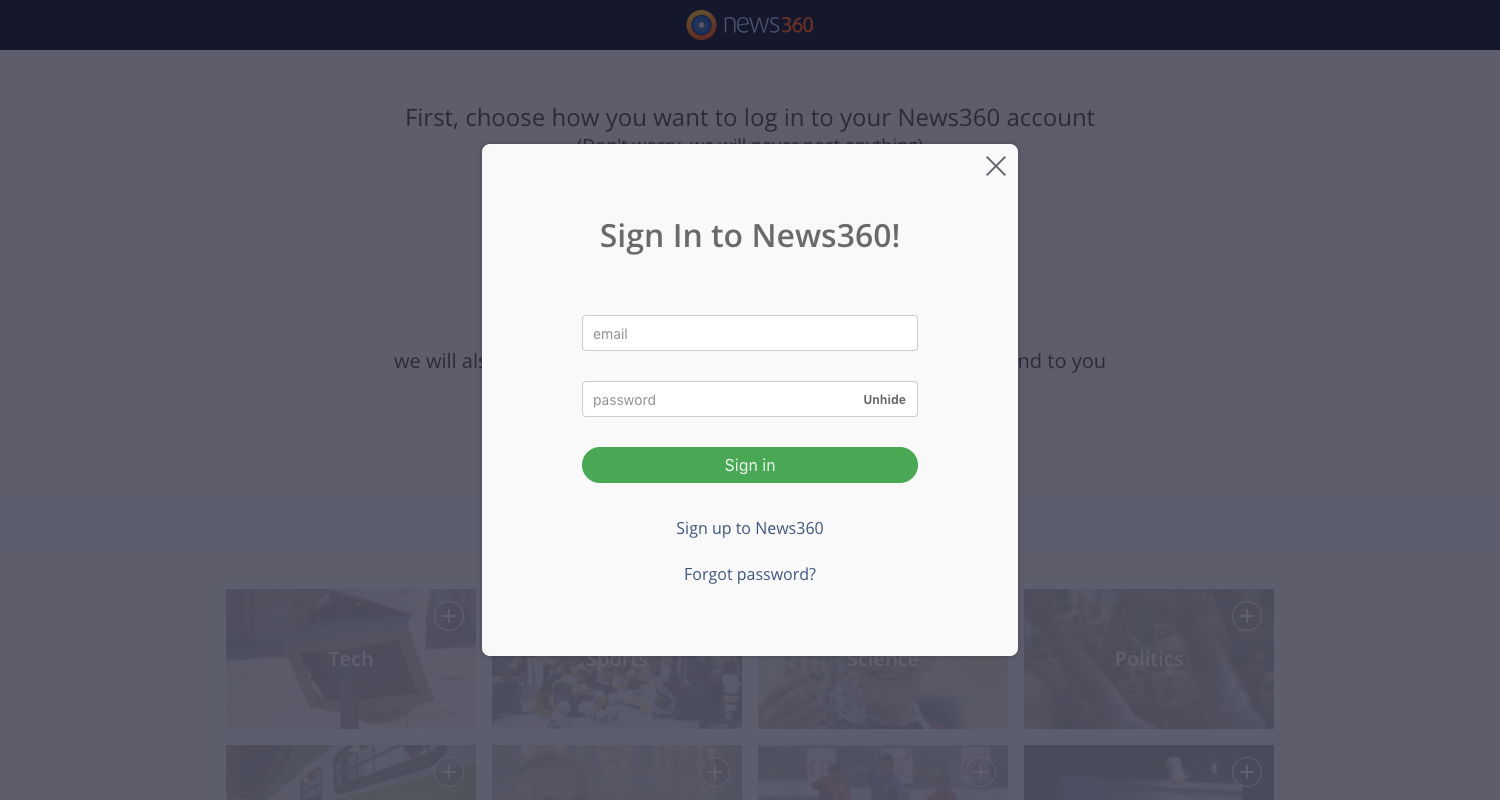 news360
First, choose how you want to log in to your News360 account
(Don't worry, we will never post anything)
Sign In to News360!
email
we will als
nd to you
password
Unhide
Sign in
Sign up to News360
Forgot password?
Tech
Sports
Science
Politics